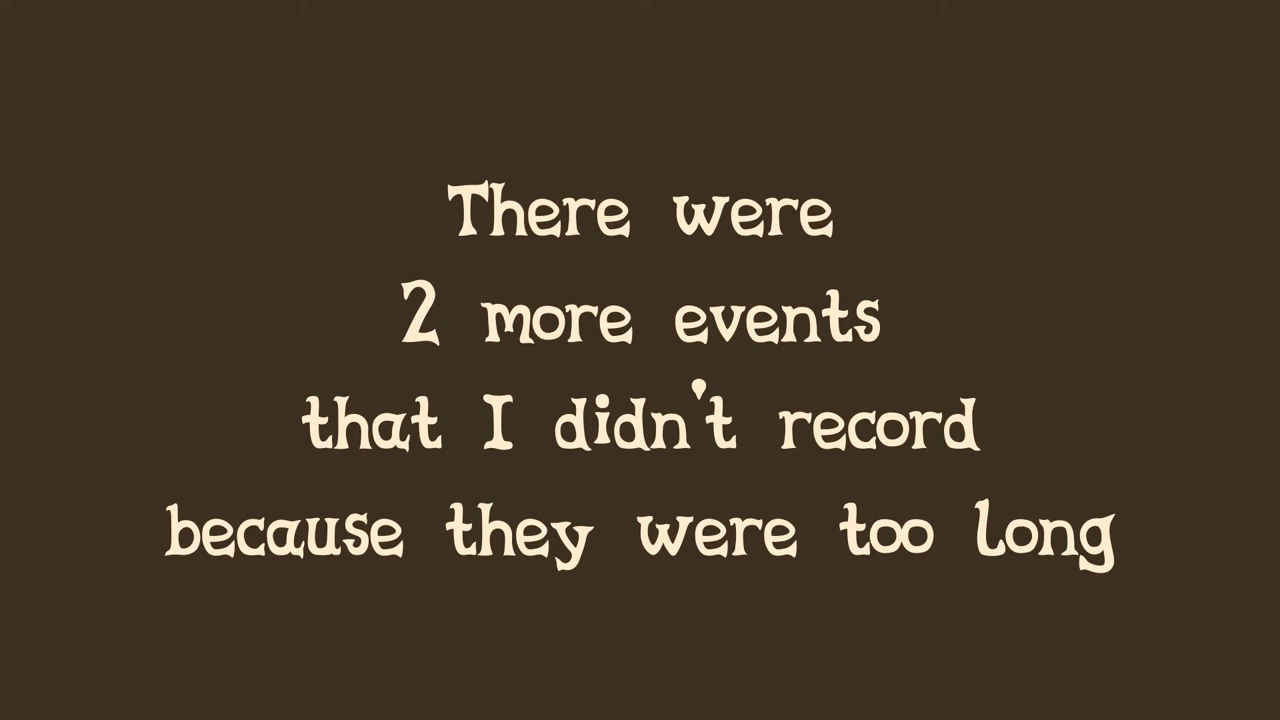 There were
2 more events
that I didn't record
because they were too long